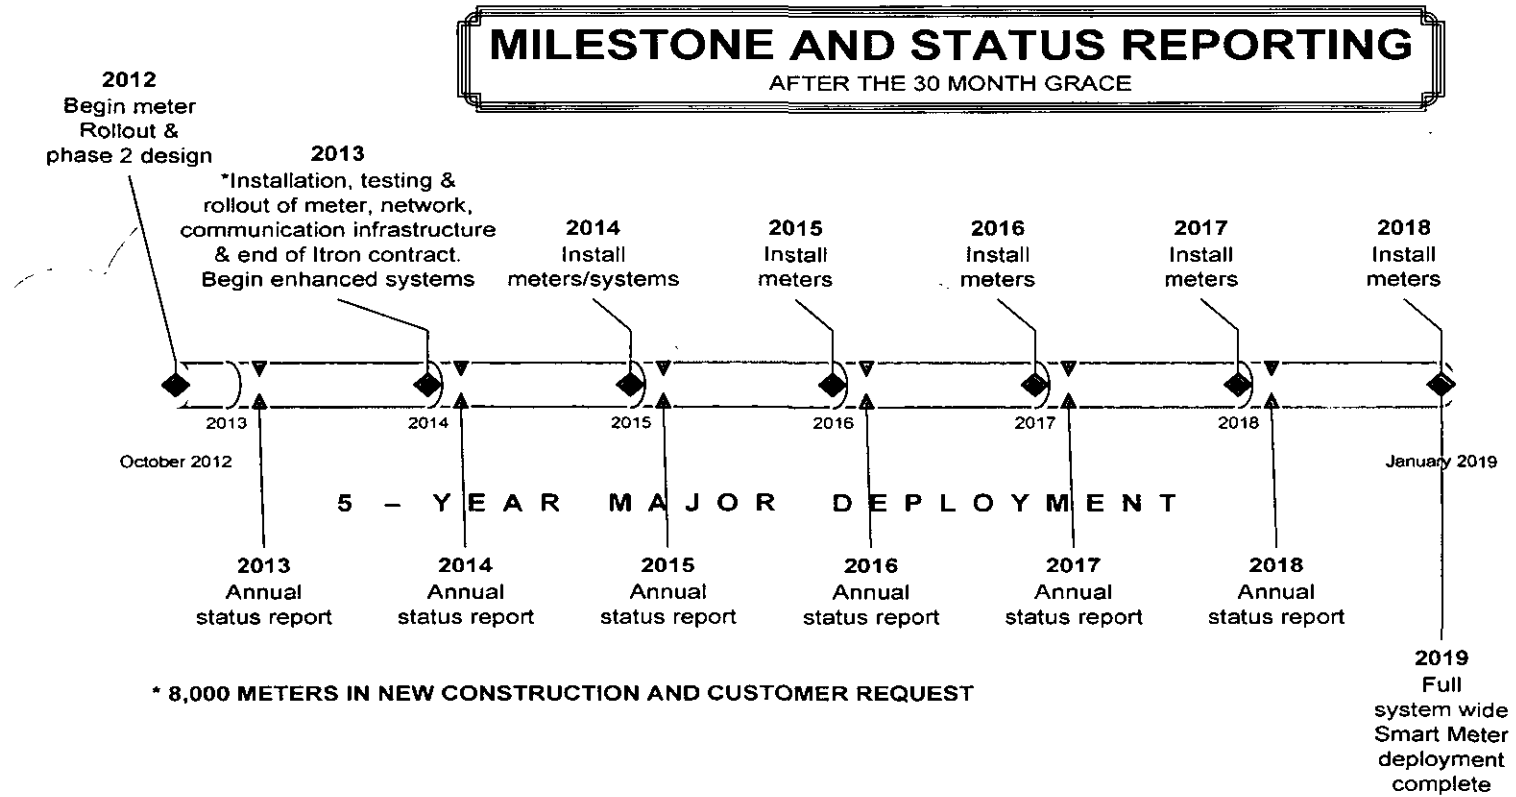 MILESTONE AND STATUS REPORTING
AFTER THE 30 MONTH GRACE
2012
Begin meter
Rollout &
phase 2 design
2013
*Installation, testing &
rollout of meter, network,
communication infrastructure
& end of Itron contract.
Begin enhanced systems
2014
Install
meters/systems
2015
Install
meters
2016
Install
meters
2017
Install
meters
2018
Install
meters
2013
2014
2015
2016
2017
2018
October 2012
January 2019
5 – YEAR MAJOR DEPLOYMENT
2013
Annual
status report
2014
Annual
status report
2015
Annual
status report
2016
Annual
status report
2017
Annual
status report
2018
Annual
status report
2019
Full
system wide
Smart Meter
deployment
complete
* 8,000 METERS IN NEW CONSTRUCTION AND CUSTOMER REQUEST